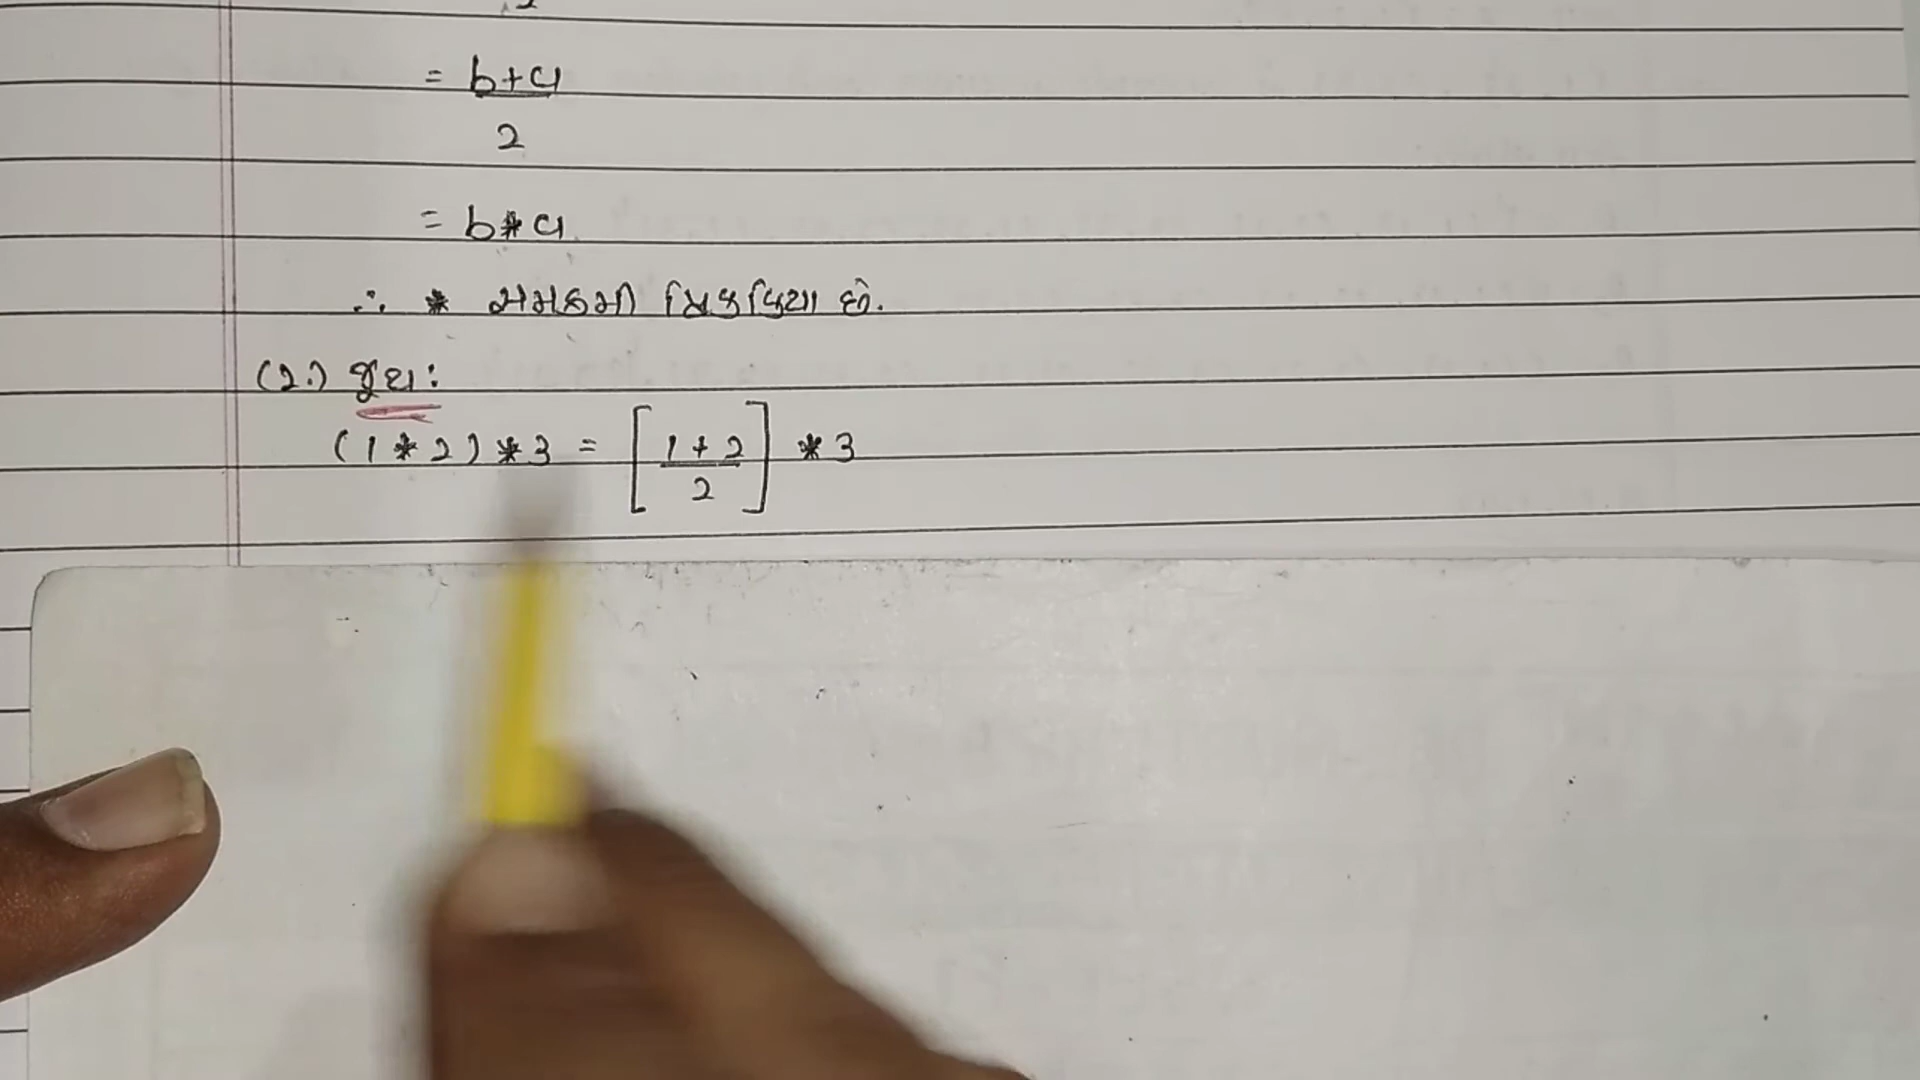 = b+a
2
= b*a
∴ * સમક્રમી દ્વિક્ક્રિયા છે.
(2.) જૂથ:
(1 * 2) * 3 = [ 1 + 2 / 2 ] * 3